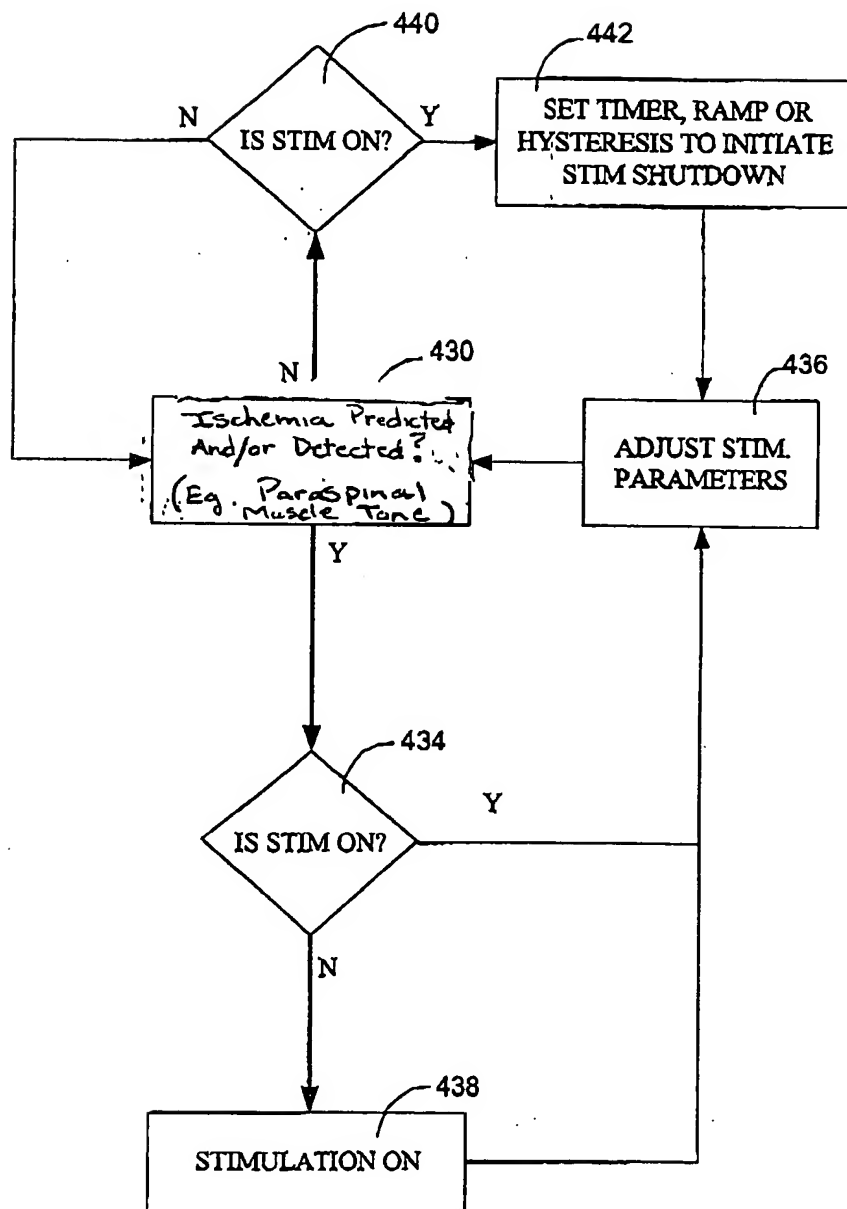 440
442
N
IS STIM ON?
Y
SET TIMER, RAMP OR
HYSTERESIS TO INITIATE
STIM SHUTDOWN
430
N
436
Ischemia Predicted
And/or Detected?
(Eg. Paraspinal
Muscle Tone)
ADJUST STIM.
PARAMETERS
Y
434
Y
IS STIM ON?
N
438
STIMULATION ON